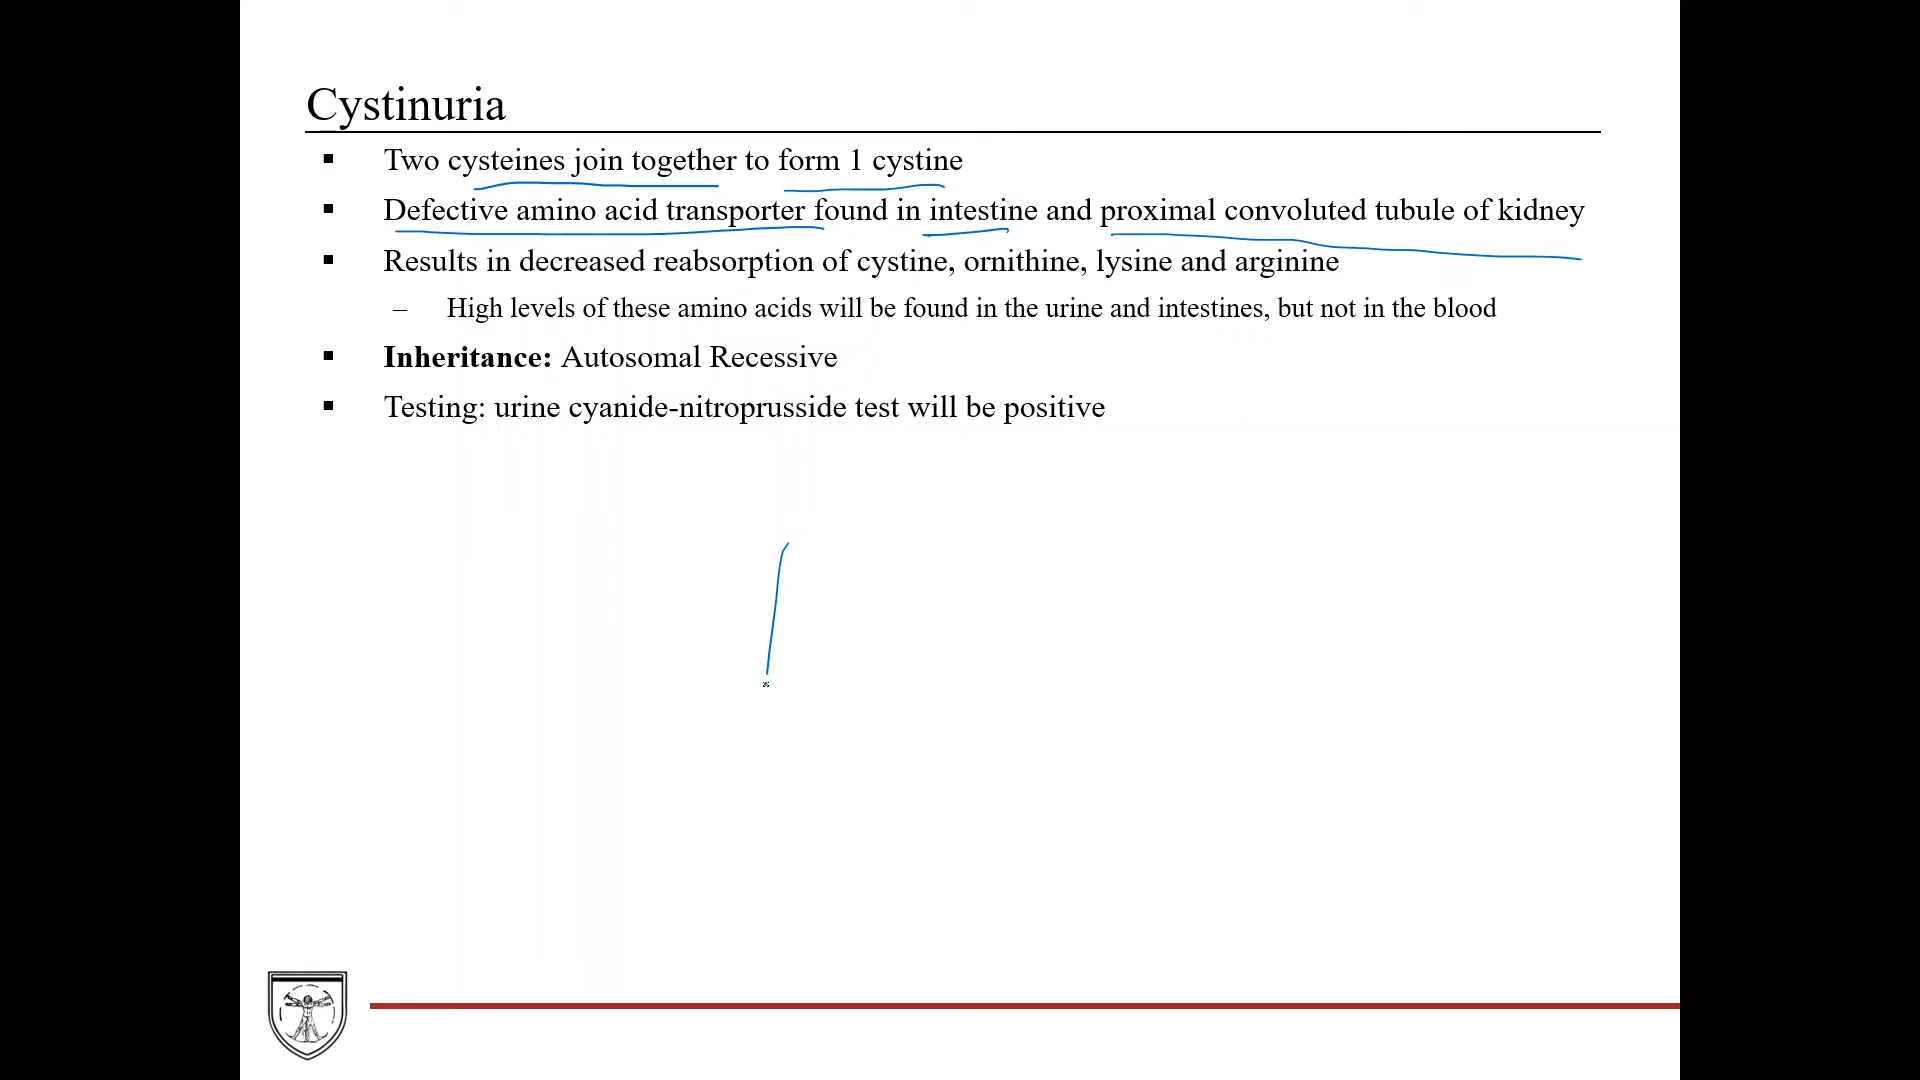 Cystinuria
▪ Two cysteines join together to form 1 cystine
▪ Defective amino acid transporter found in intestine and proximal convoluted tubule of kidney
▪ Results in decreased reabsorption of cystine, ornithine, lysine and arginine
– High levels of these amino acids will be found in the urine and intestines, but not in the blood
▪ Inheritance: Autosomal Recessive
▪ Testing: urine cyanide-nitroprusside test will be positive